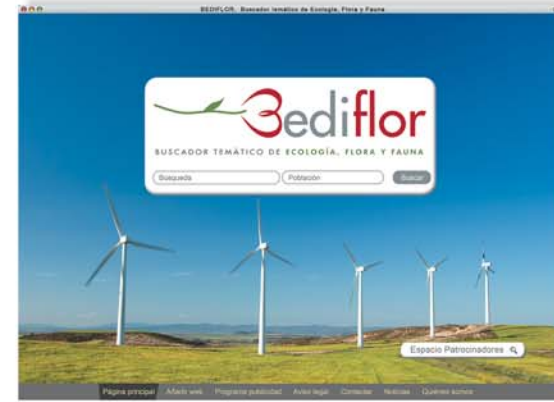 BEDIFLOR. Buscador temático de Ecología, Flora y Fauna
Bediflor
BUSCADOR TEMÁTICO DE ECOLOGÍA, FLORA Y FAUNA
Búsqueda
Población
Buscar
Espacio Patrocinadores
Página principal Añadir web Programa publicidad Aviso legal Contactar Noticias Quiénes somos